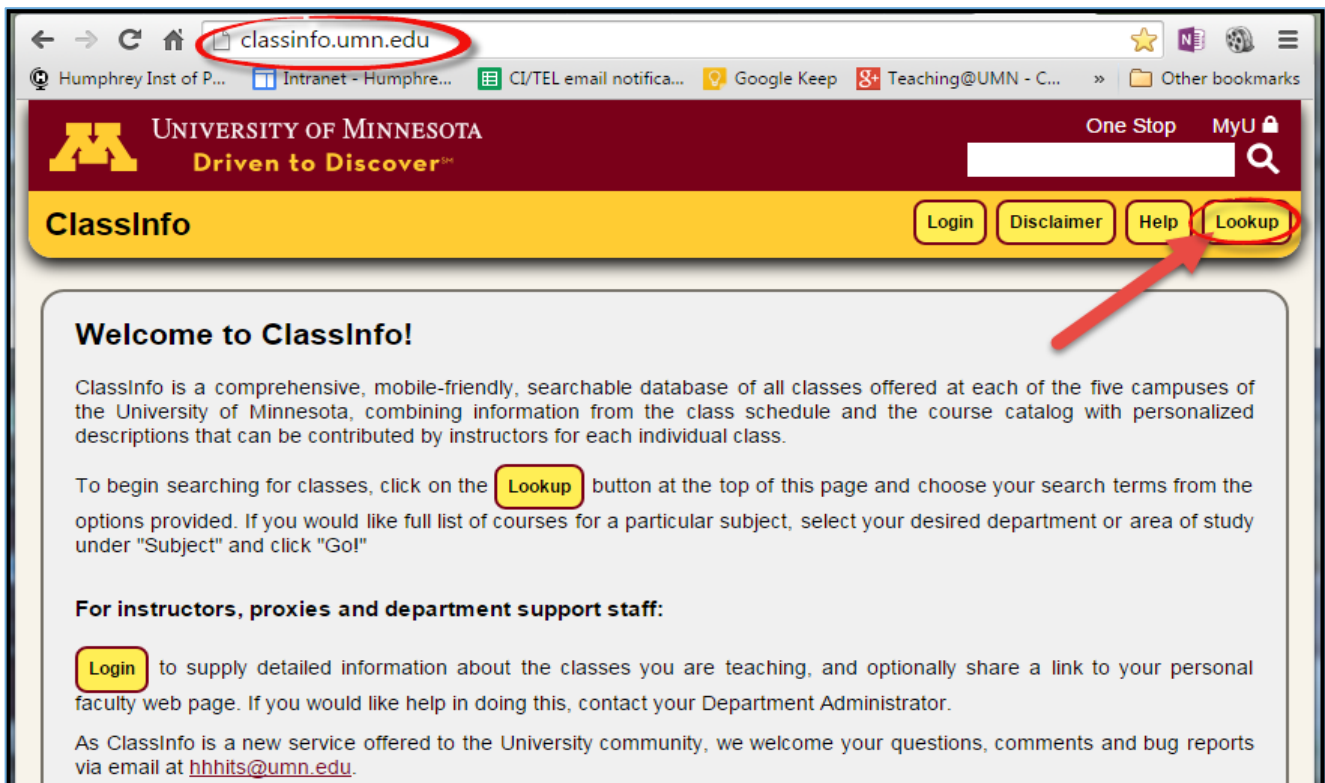 classinfo.umn.edu
Humphrey Inst of P... Intranet - Humphre... CI/TEL email notifica... Google Keep Teaching@UMN - C... » Other bookmarks
UNIVERSITY OF MINNESOTA
Driven to Discover℠
One Stop MyU
ClassInfo
Login Disclaimer Help Lookup
Welcome to ClassInfo!
ClassInfo is a comprehensive, mobile-friendly, searchable database of all classes offered at each of the five campuses of
the University of Minnesota, combining information from the class schedule and the course catalog with personalized
descriptions that can be contributed by instructors for each individual class.
To begin searching for classes, click on the Lookup button at the top of this page and choose your search terms from the
options provided. If you would like full list of courses for a particular subject, select your desired department or area of study
under "Subject" and click "Go!"
For instructors, proxies and department support staff:
Login to supply detailed information about the classes you are teaching, and optionally share a link to your personal
faculty web page. If you would like help in doing this, contact your Department Administrator.
As ClassInfo is a new service offered to the University community, we welcome your questions, comments and bug reports
via email at hhhits@umn.edu.